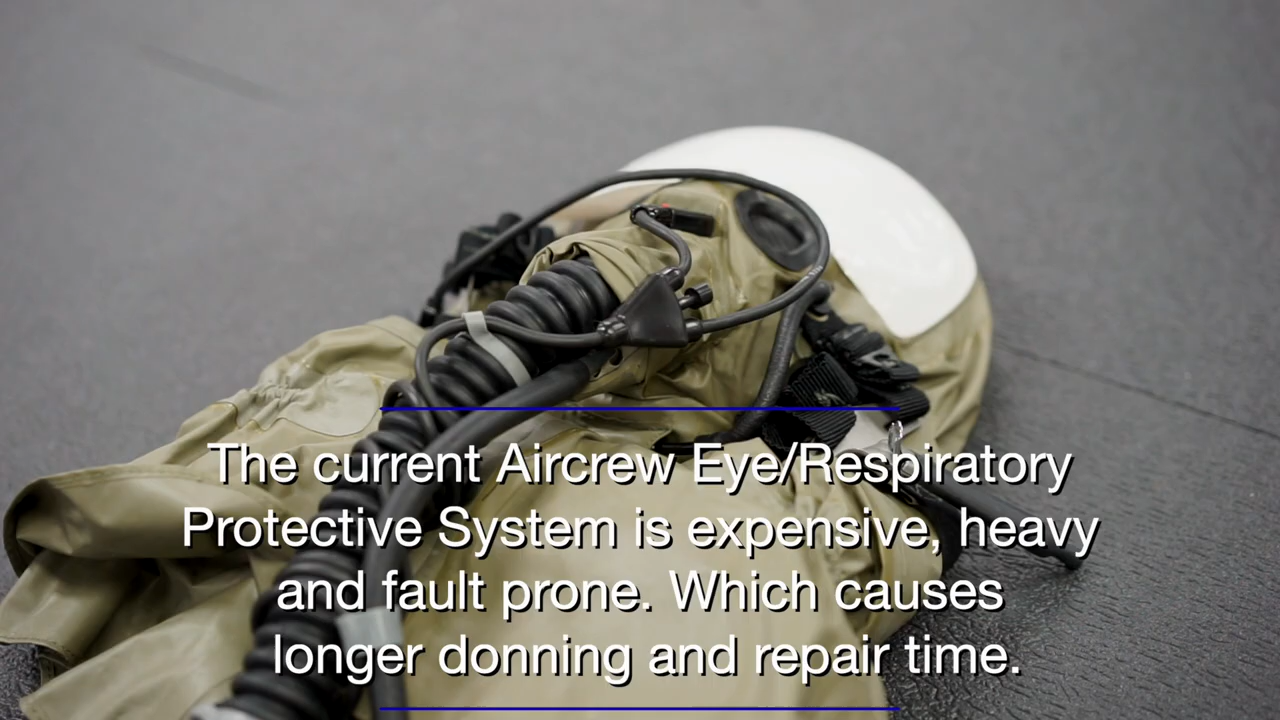 The current Aircrew Eye/Respiratory
Protective System is expensive, heavy
and fault prone. Which causes
longer donning and repair time.